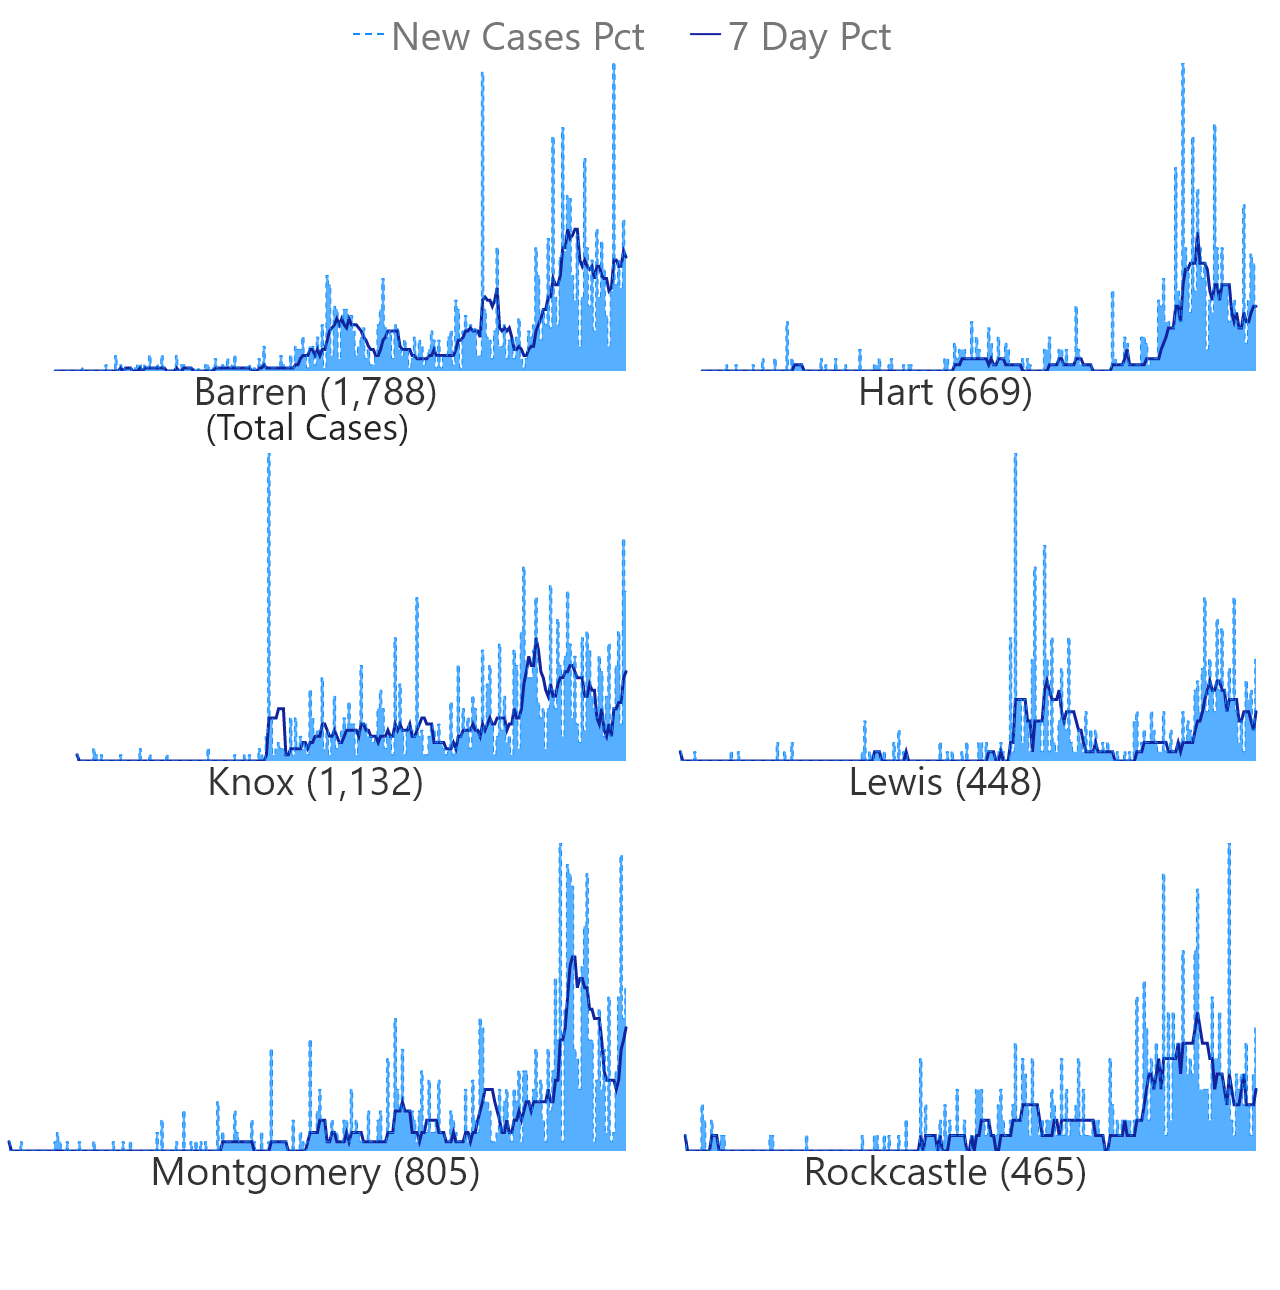 New Cases Pct 7 Day Pct
Barren (1,788) Hart (669)
(Total Cases)
Knox (1,132) Lewis (448)
Montgomery (805) Rockcastle (465)